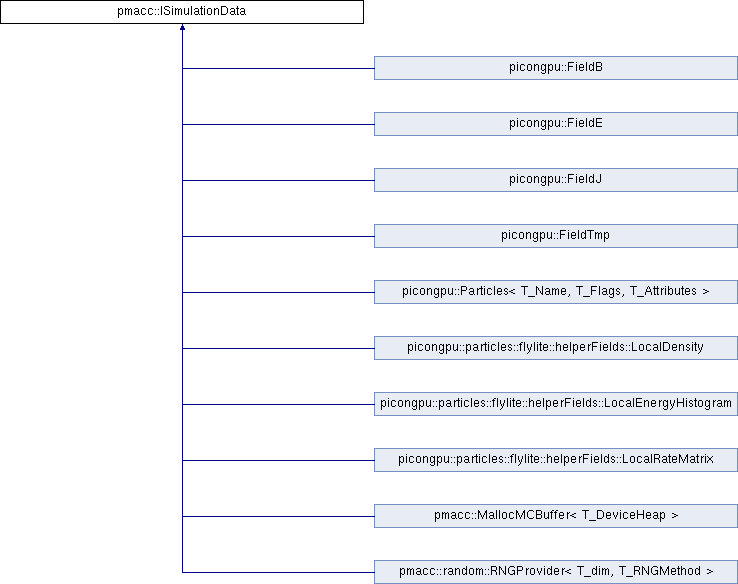 pmacc::ISimulationData
picongpu::FieldB
picongpu::FieldE
picongpu::FieldJ
picongpu::FieldTmp
picongpu::Particles< T_Name, T_Flags, T_Attributes >
picongpu::particles::flylite::helperFields::LocalDensity
picongpu::particles::flylite::helperFields::LocalEnergyHistogram
picongpu::particles::flylite::helperFields::LocalRateMatrix
pmacc::MallocMCBuffer< T_DeviceHeap >
pmacc::random::RNGProvider< T_dim, T_RNGMethod >